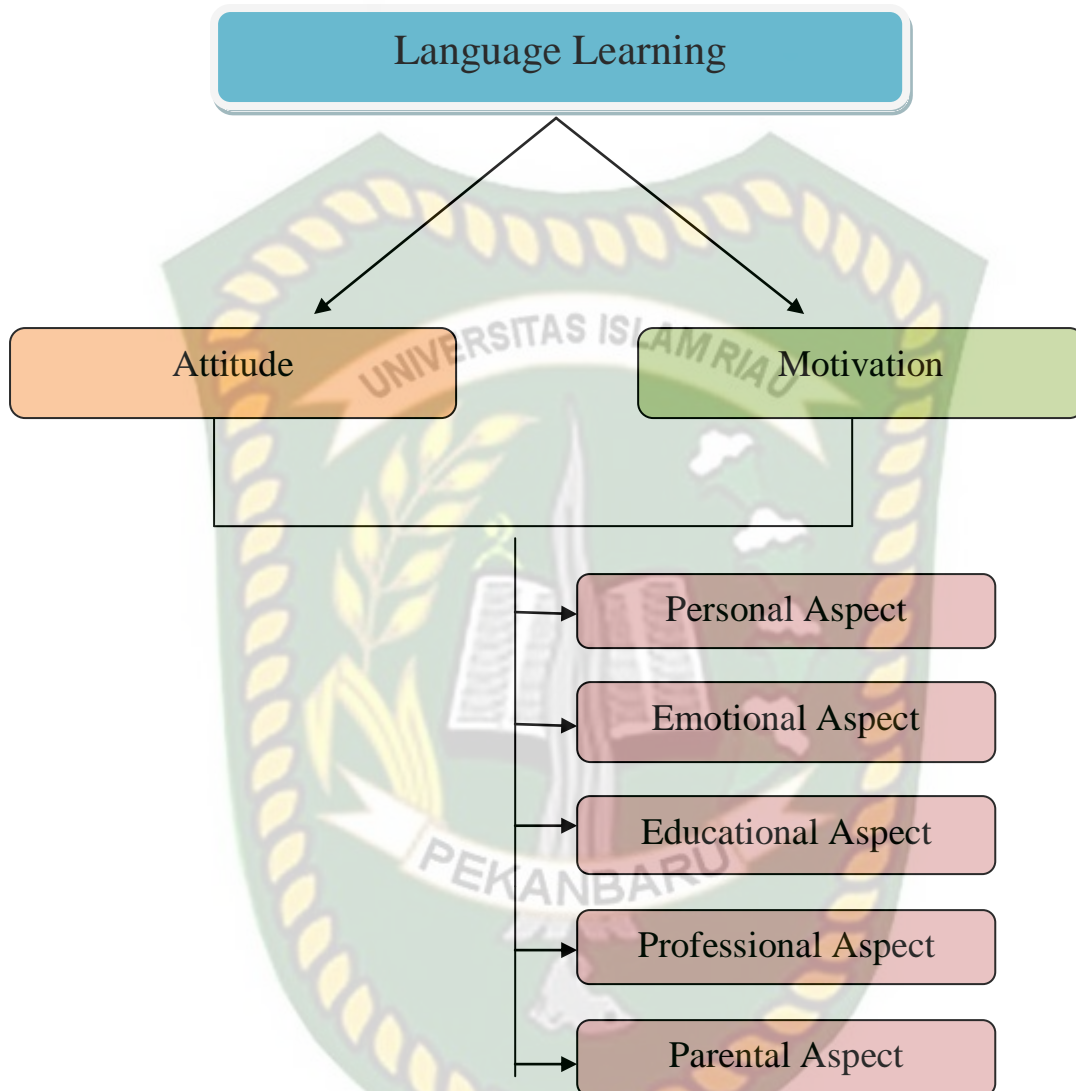 Language Learning
UNIVERSITAS ISLAM RIAU
Attitude
Motivation
Personal Aspect
Emotional Aspect
Educational Aspect
PEKANBARU
Professional Aspect
Parental Aspect